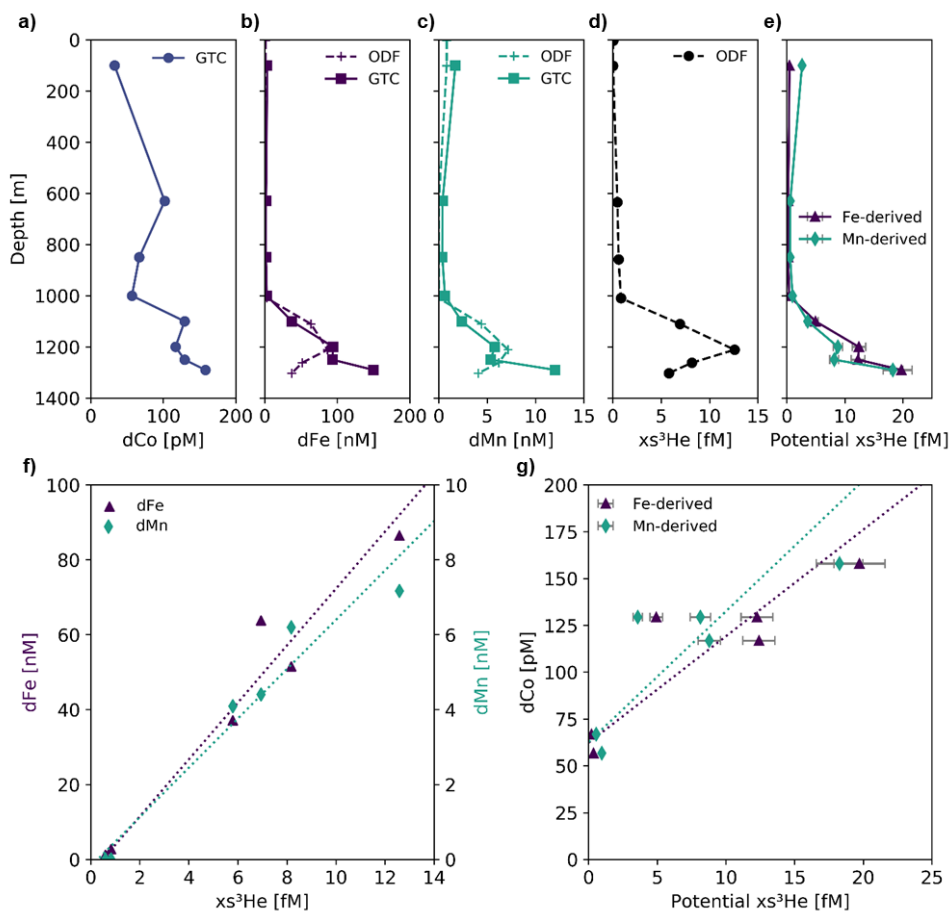 a) b) c) d) e)
GTC
ODF
GTC
ODF
GTC
ODF
Fe-derived
Mn-derived
Depth [m]
0
200
400
600
800
1000
1200
1400
0 100 200
0 100 200
0 5 10 15
0 5 10 15
0 10 20
dCo [pM] dFe [nM] dMn [nM] xs³He [fM] Potential xs³He [fM]
f)
dFe
dMn
dFe [nM]
100
80
60
40
20
0
10
8
6
4
2
0
dMn [nM]
0 2 4 6 8 10 12 14
xs³He [fM]
g)
Fe-derived
Mn-derived
dCo [pM]
200
175
150
125
100
75
50
25
0
0 5 10 15 20 25
Potential xs³He [fM]